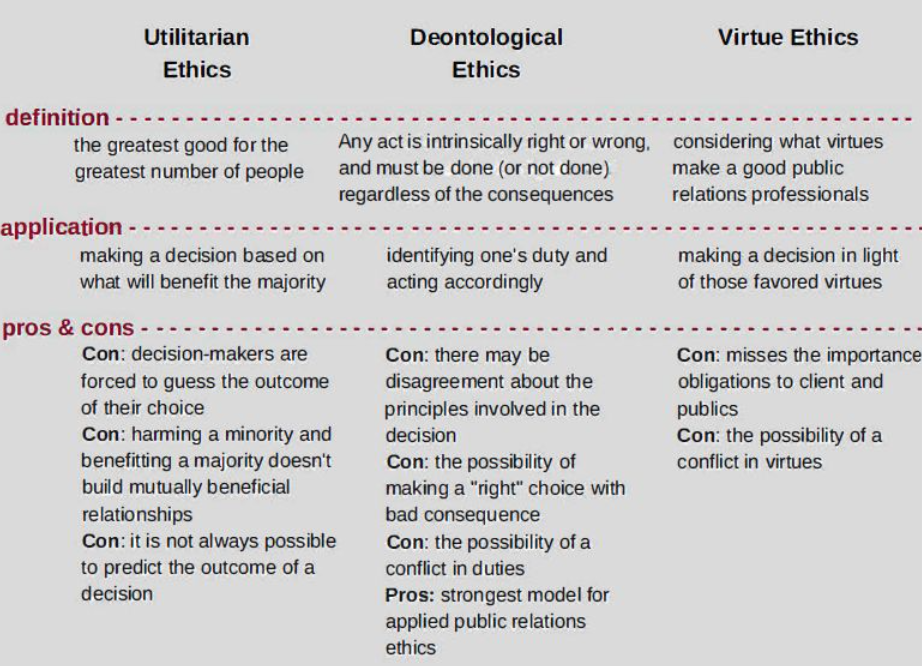 Utilitarian
Ethics
Deontological
Ethics
Virtue Ethics
definition
the greatest good for the
greatest number of people
Any act is intrinsically right or wrong,
and must be done (or not done)
regardless of the consequences
considering what virtues
make a good public
relations professionals
application
making a decision based on
what will benefit the majority
identifying one's duty and
acting accordingly
making a decision in light
of those favored virtues
pros & cons
Con: decision-makers are
forced to guess the outcome
of their choice
Con: harming a minority and
benefitting a majority doesn't
build mutually beneficial
relationships
Con: it is not always possible
to predict the outcome of a
decision
Con: there may be
disagreement about the
principles involved in the
decision
Con: the possibility of
making a "right" choice with
bad consequence
Con: the possibility of a
conflict in duties
Pros: strongest model for
applied public relations
ethics
Con: misses the importance
obligations to client and
publics
Con: the possibility of a
conflict in virtues